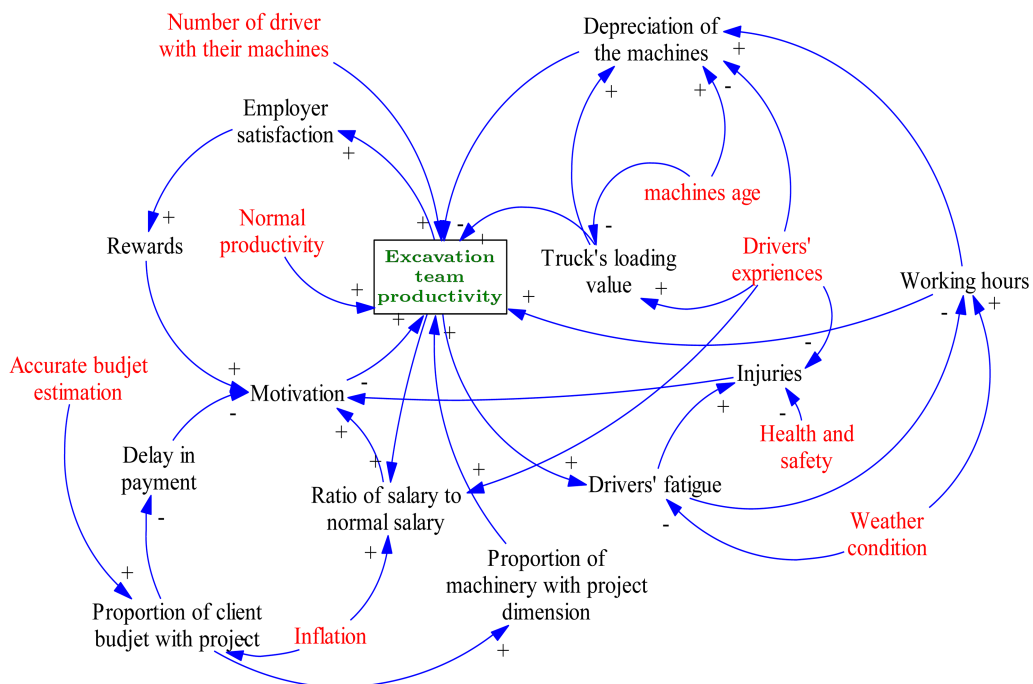 Number of driver
with their machines
Depreciation of
the machines
+
+
+
-
Employer
satisfaction
+
machines age
+
Rewards
Normal
productivity
+
-
+
-
Excavation
team
productivity
Truck's loading
value
Drivers'
expriences
Working hours
+
+
+
+
+
-
+
-
Accurate budjet
estimation
+
Motivation
-
-
Injuries
-
+
+
-
Health and
safety
Delay in
payment
+
+
+
Drivers' fatigue
Ratio of salary to
normal salary
-
-
Weather
condition
+
Proportion of
machinery with project
dimension
+
Proportion of client
budjet with project
-
Inflation
+